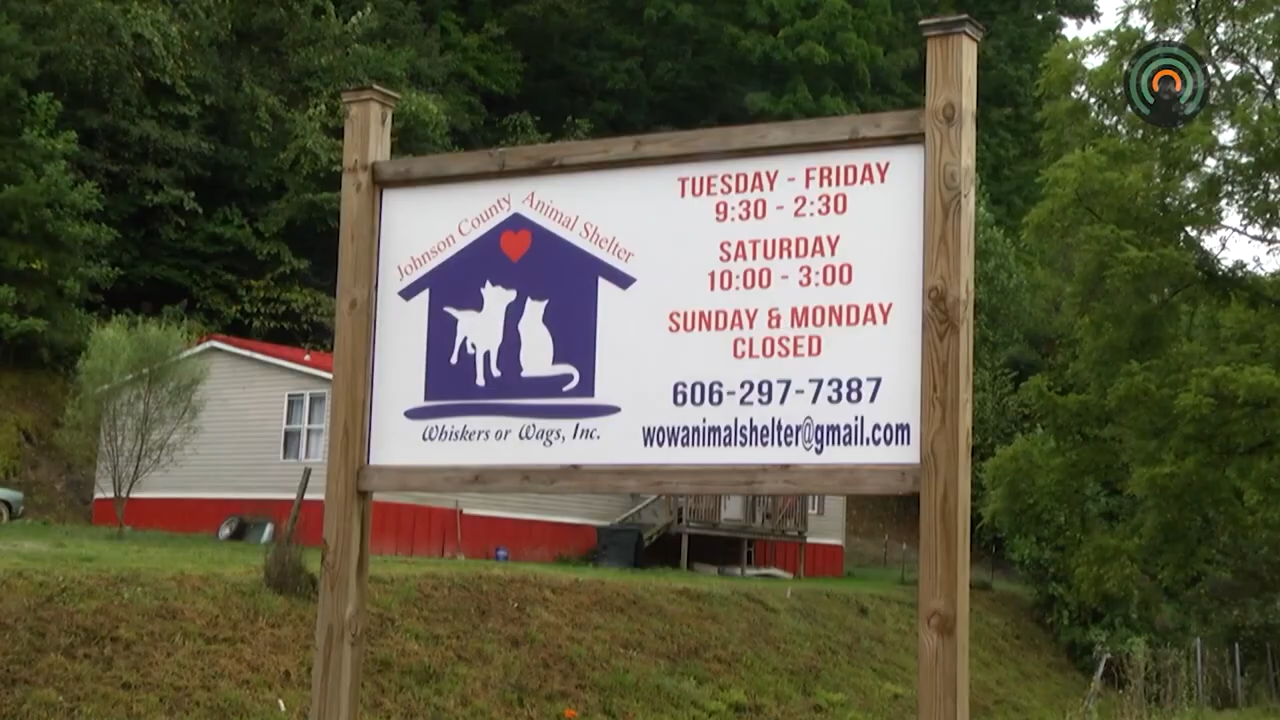 Johnson County Animal Shelter
Whiskers or Wags, Inc.
TUESDAY - FRIDAY
9:30 - 2:30
SATURDAY
10:00 - 3:00
SUNDAY & MONDAY
CLOSED
606-297-7387
wowanimalshelter@gmail.com